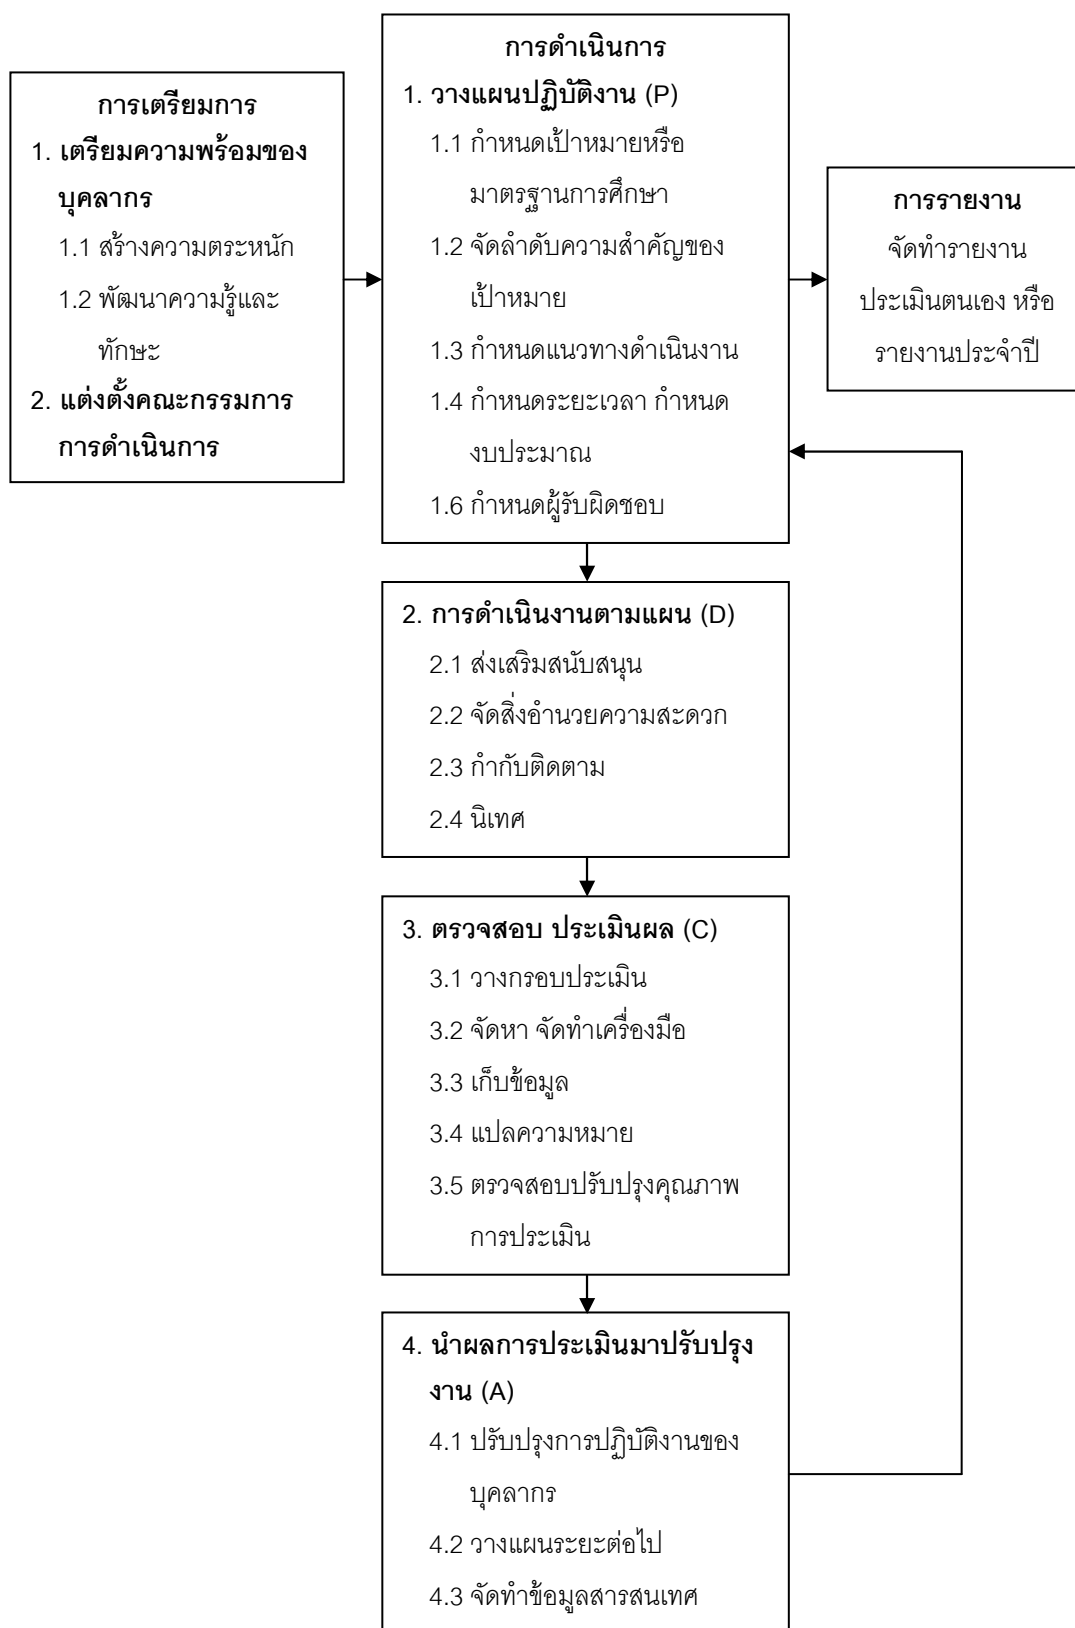 การเตรียมการ
1. เตรียมความพร้อมของ
บุคลากร
1.1 สร้างความตระหนัก
1.2 พัฒนาความรู้และ
ทักษะ
2. แต่งตั้งคณะกรรมการ
การดำเนินการ
การดำเนินการ
1. วางแผนปฏิบัติงาน (P)
1.1 กำหนดเป้าหมายหรือ
มาตรฐานการศึกษา
1.2 จัดลำดับความสำคัญของ
เป้าหมาย
1.3 กำหนดแนวทางดำเนินงาน
1.4 กำหนดระยะเวลา กำหนด
งบประมาณ
1.6 กำหนดผู้รับผิดชอบ
การรายงาน
จัดทำรายงาน
ประเมินตนเอง หรือ
รายงานประจำปี
2. การดำเนินงานตามแผน (D)
2.1 ส่งเสริมสนับสนุน
2.2 จัดสิ่งอำนวยความสะดวก
2.3 กำกับติดตาม
2.4 นิเทศ
3. ตรวจสอบ ประเมินผล (C)
3.1 วางกรอบประเมิน
3.2 จัดหา จัดทำเครื่องมือ
3.3 เก็บข้อมูล
3.4 แปลความหมาย
3.5 ตรวจสอบปรับปรุงคุณภาพ
การประเมิน
4. นำผลการประเมินมาปรับปรุง
งาน (A)
4.1 ปรับปรุงการปฏิบัติงานของ
บุคลากร
4.2 วางแผนระยะต่อไป
4.3 จัดทำข้อมูลสารสนเทศ